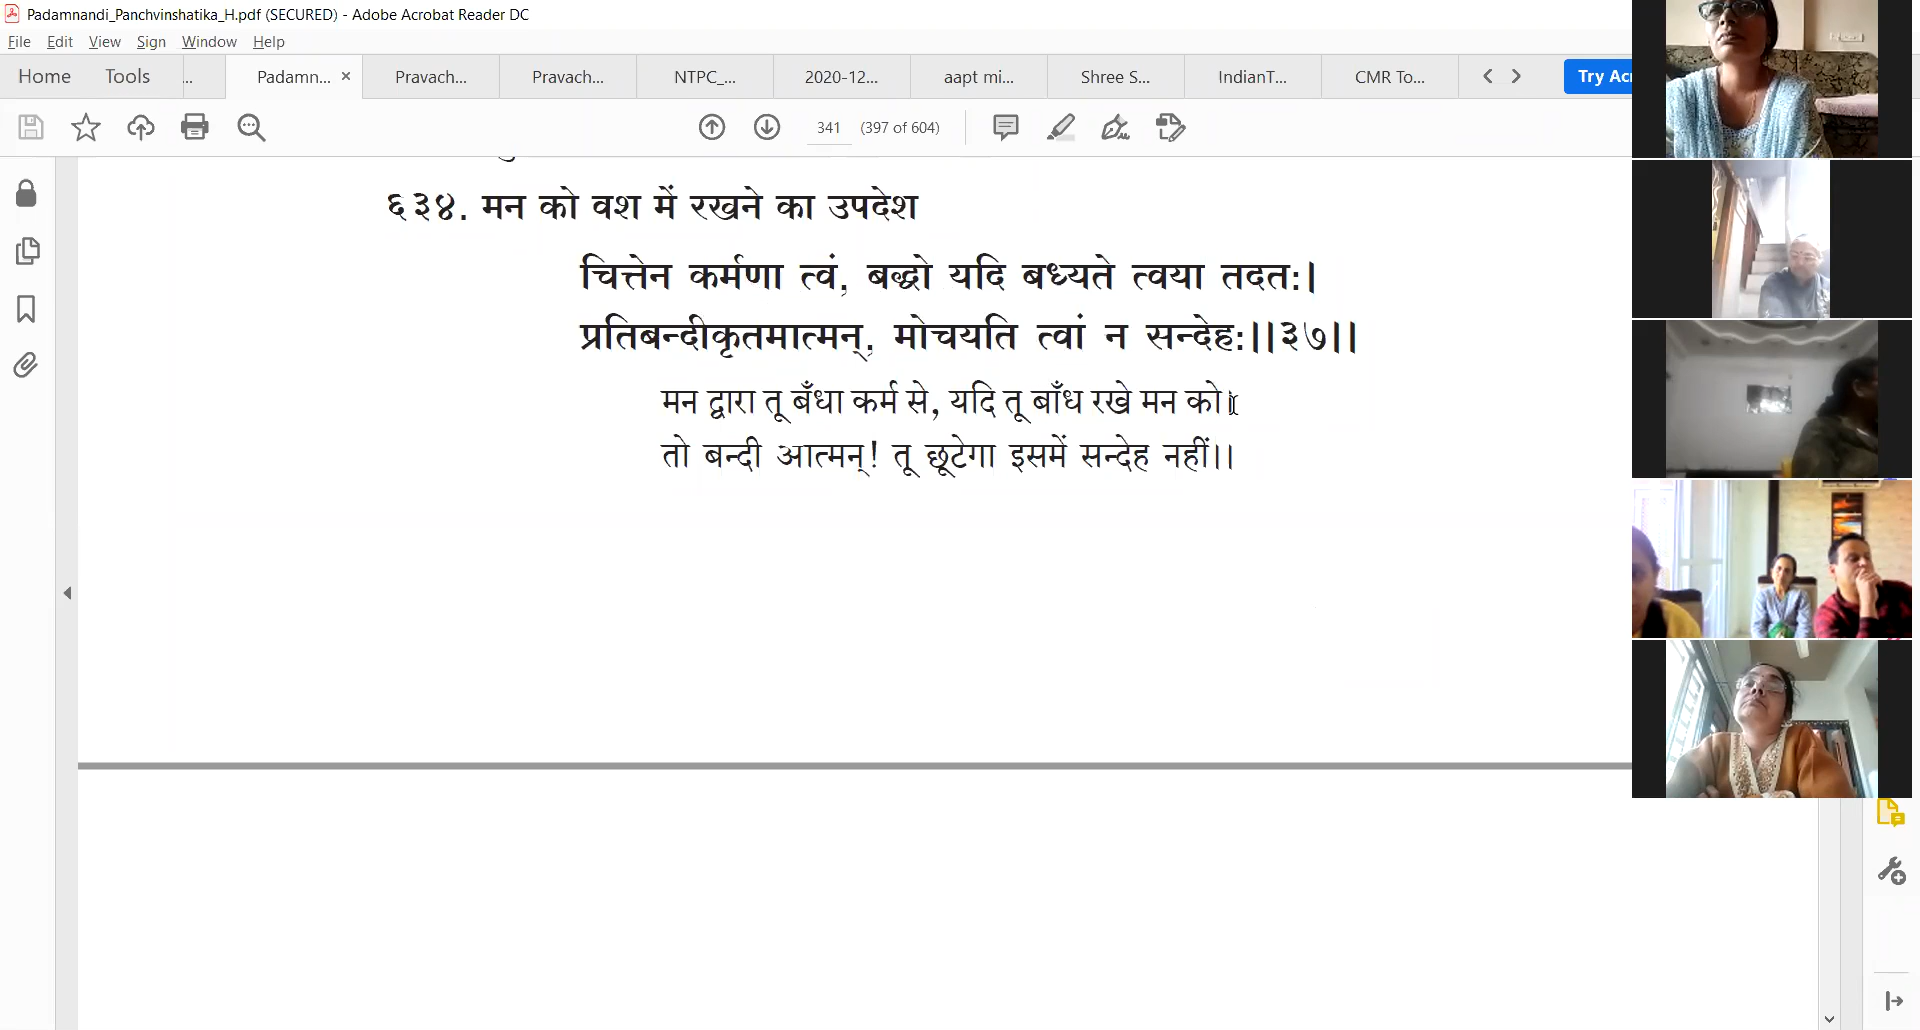 Padamnandi_Panchvinshatika_H.pdf (SECURED) - Adobe Acrobat Reader DC
File Edit View Sign Window Help
Home Tools ... Padamn... × Pravach... Pravach... NTPC_... 2020-12... aapt mi... Shree S... IndianT... CMR To... Try Acr
341 (397 of 604)
६३४. मन को वश में रखने का उपदेश
चित्तेन कर्मणा त्वं, बद्धो यदि बध्यते त्वया तदतः।
प्रतिबन्दीकृतमात्मन्, मोचयति त्वां न सन्देहः।।३७।।
मन द्वारा तू बँधा कर्म से, यदि तू बाँध रखे मन को।
तो बन्दी आत्मन्! तू छूटेगा इसमें सन्देह नहीं।।